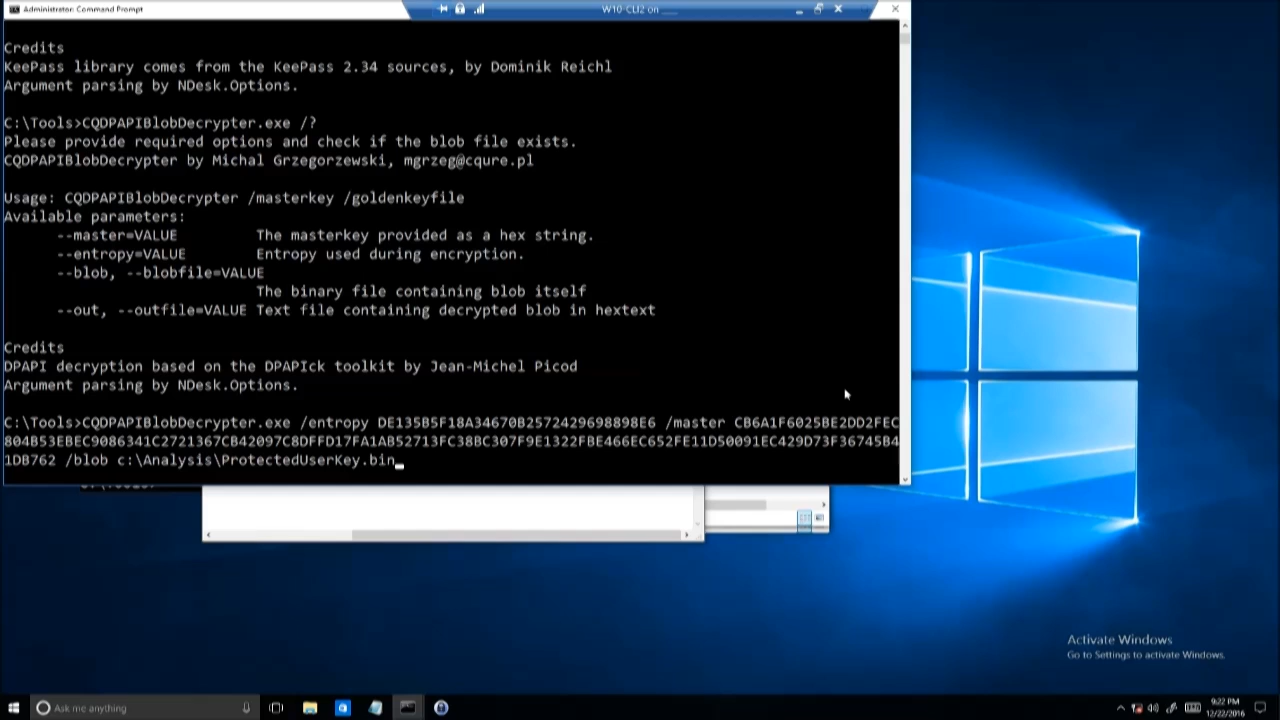 Administrator: Command Prompt
W10-CLI2 on
Credits
KeePass library comes from the KeePass 2.34 sources, by Dominik Reichl
Argument parsing by NDesk.Options.
C:\Tools>CQDPAPIBlobDecrypter.exe /?
Please provide required options and check if the blob file exists.
CQDPAPIBlobDecrypter by Michal Grzegorzewski, mgrzeg@cqure.pl
Usage: CQDPAPIBlobDecrypter /masterkey /goldenkeyfile
Available parameters:
--master=VALUE The masterkey provided as a hex string.
--entropy=VALUE Entropy used during encryption.
--blob, --blobfile=VALUE
The binary file containing blob itself
--out, --outfile=VALUE Text file containing decrypted blob in hextext
Credits
DPAPI decryption based on the DPAPIck toolkit by Jean-Michel Picod
Argument parsing by NDesk.Options.
C:\Tools>CQDPAPIBlobDecrypter.exe /entropy DE135B5F18A34670B2572429698898E6 /master CB6A1F6025BE2DD2FEC
804B53EBEC9086341C2721367CB42097C8DFFD17FA1AB52713FC38BC307F9E1322FBE466EC652FE11D50091EC429D73F36745B4
1DB762 /blob c:\Analysis\ProtectedUserKey.bin
Activate Windows
Go to Settings to activate Windows.
Ask me anything
9:22 PM
12/22/2016